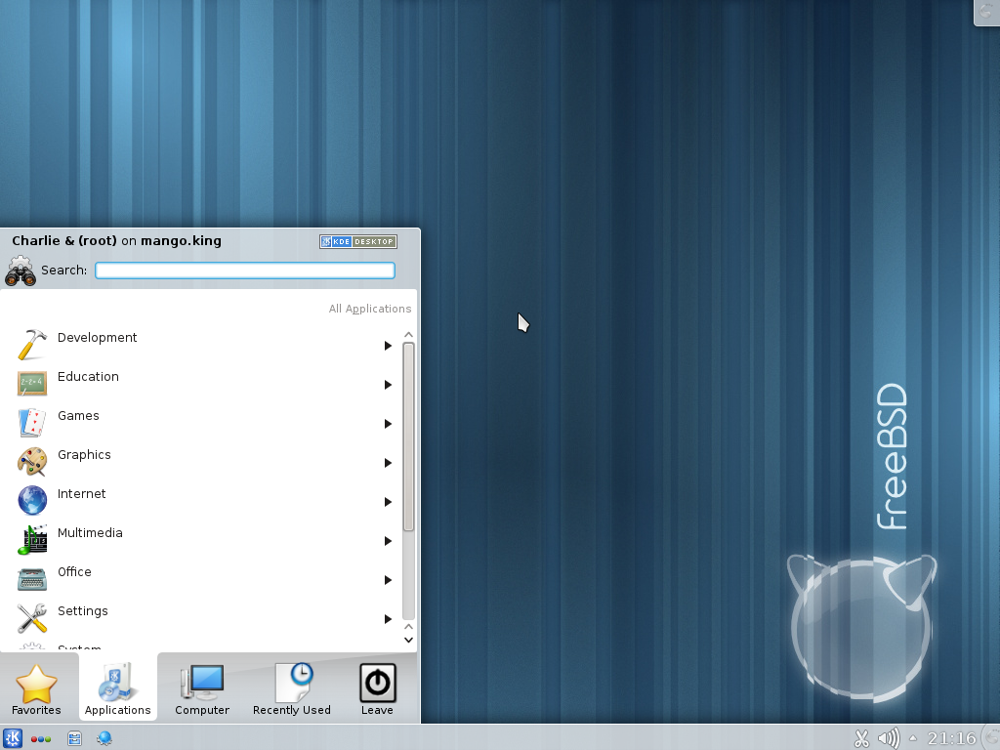 Charlie & (root) on mango.king
KDE DESKTOP
Search:
All Applications
Development
Education
Games
Graphics
Internet
Multimedia
Office
Settings
System
Favorites
Applications
Computer
Recently Used
Leave
21:16
freeBSD